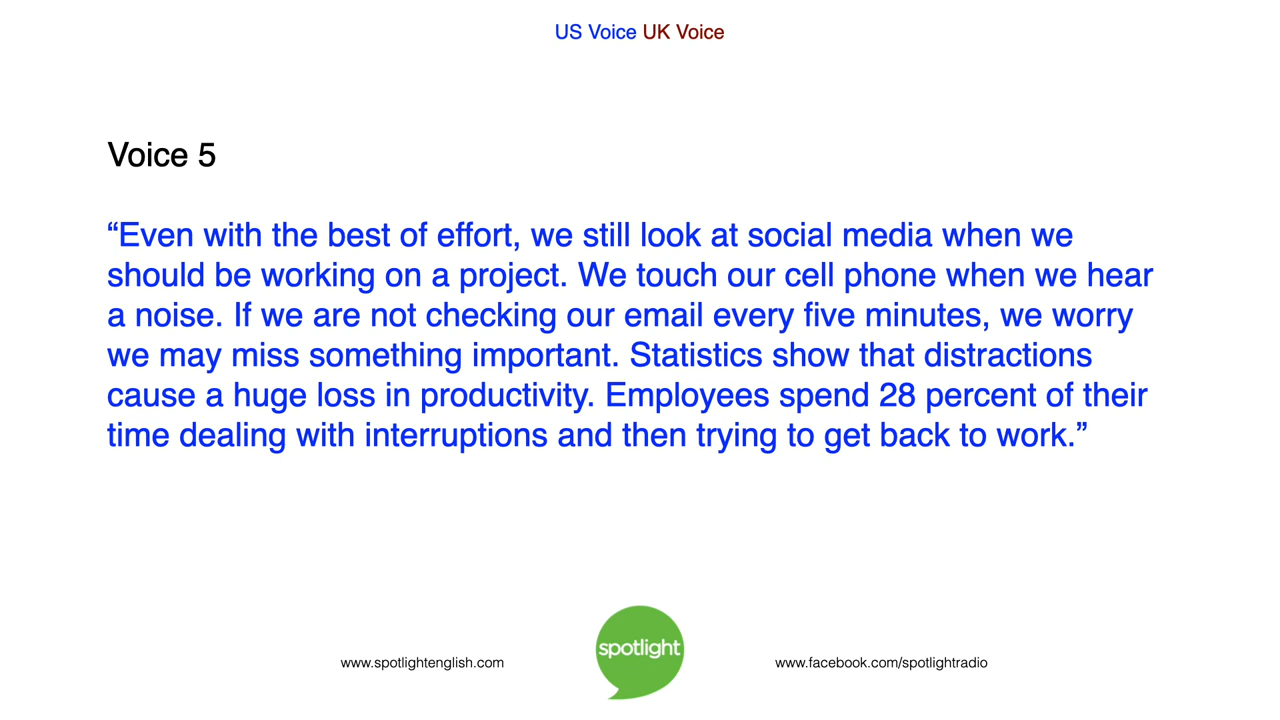 US Voice UK Voice
Voice 5
“Even with the best of effort, we still look at social media when we
should be working on a project. We touch our cell phone when we hear
a noise. If we are not checking our email every five minutes, we worry
we may miss something important. Statistics show that distractions
cause a huge loss in productivity. Employees spend 28 percent of their
time dealing with interruptions and then trying to get back to work.”
spotlight
www.spotlightenglish.com
www.facebook.com/spotlightradio